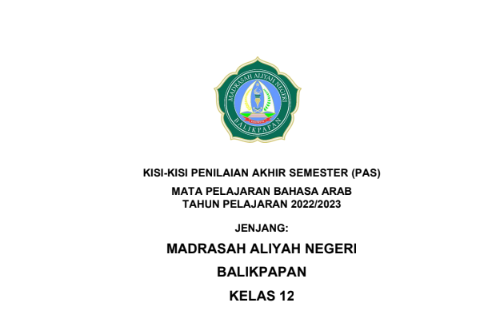 MADRASAH ALIYAH NEGERI
BALIKPAPAN
KISI-KISI PENILAIAN AKHIR SEMESTER (PAS)
MATA PELAJARAN BAHASA ARAB
TAHUN PELAJARAN 2022/2023
JENJANG:
MADRASAH ALIYAH NEGERI
BALIKPAPAN
KELAS 12